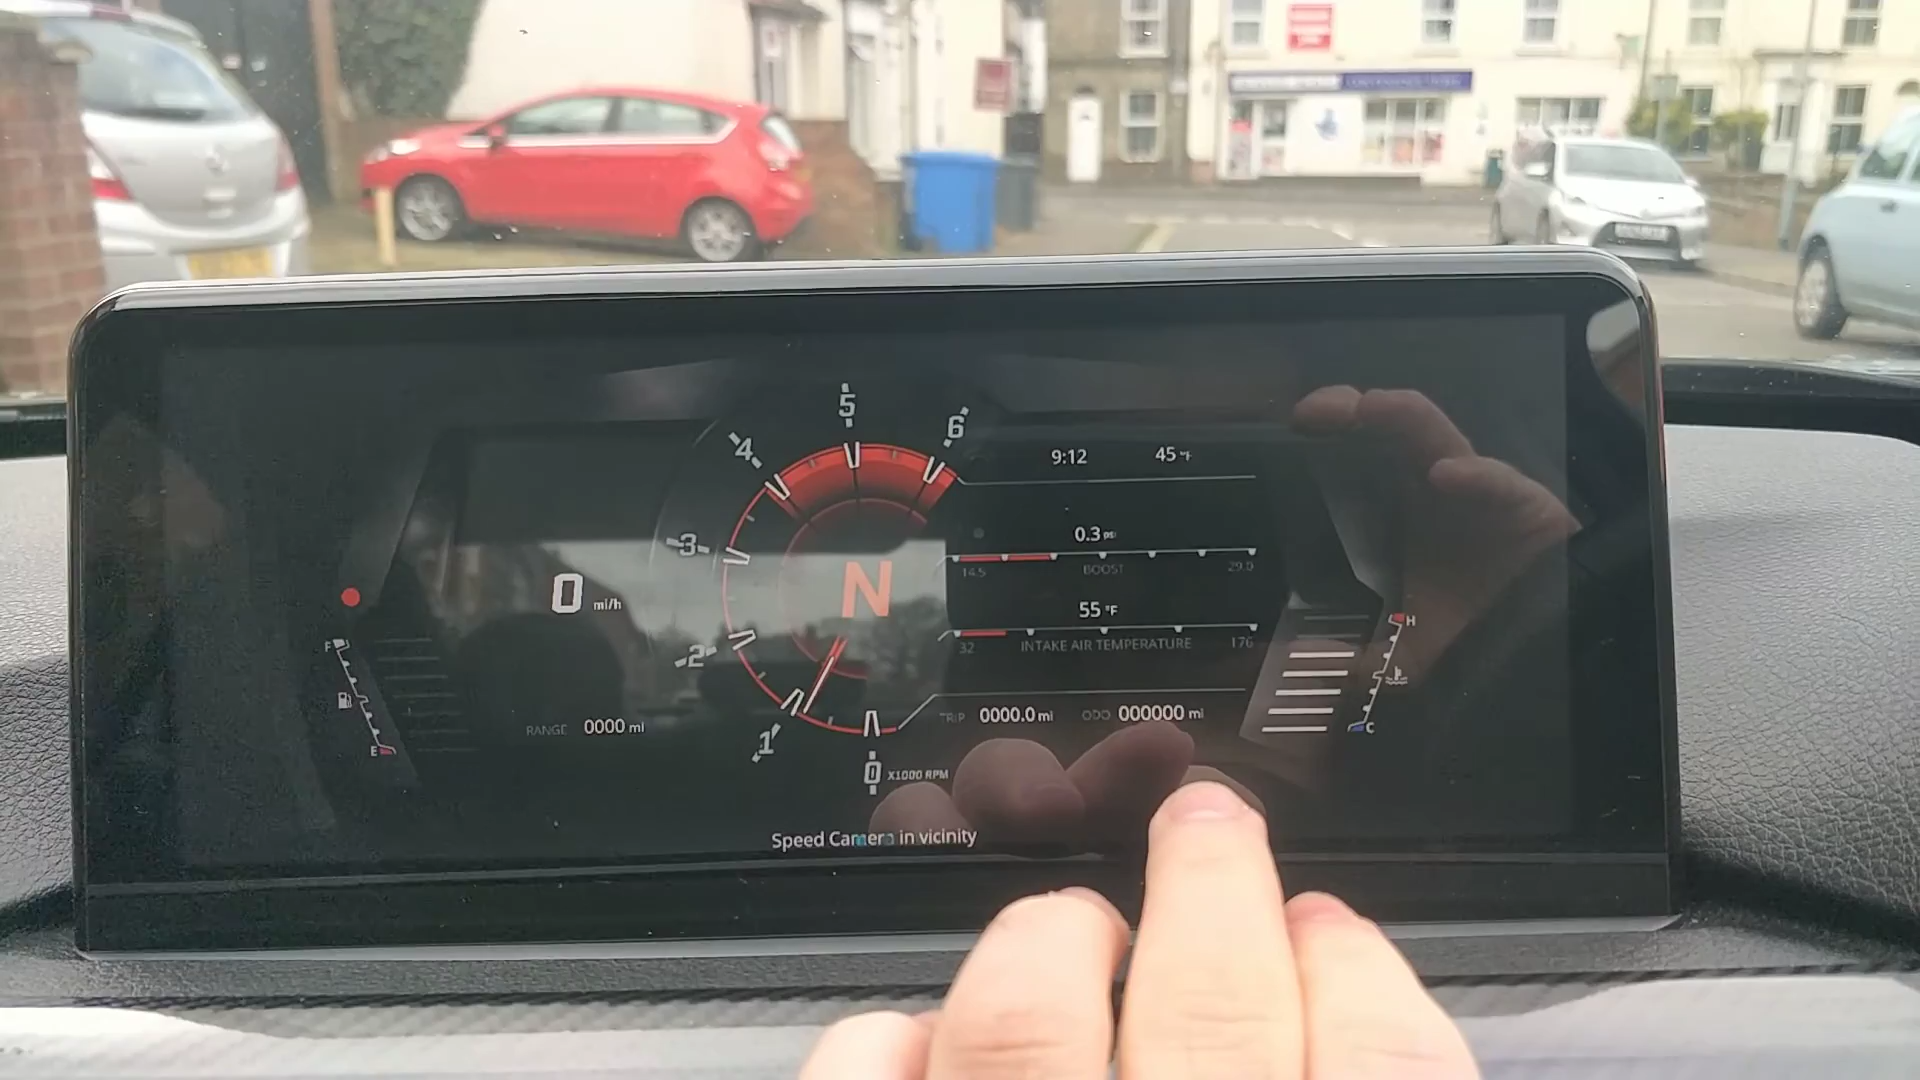 5
6
4
9:12 45 °F
3
0.3 psi
14.5 BOOST 29.0
0 mi/h
N
55 °F
32 INTAKE AIR TEMPERATURE 176
H
F
2
C
E
RANGE 0000 mi
TRIP 0000.0 mi ODO 000000 mi
1
0 X1000 RPM
Speed Camera in vicinity